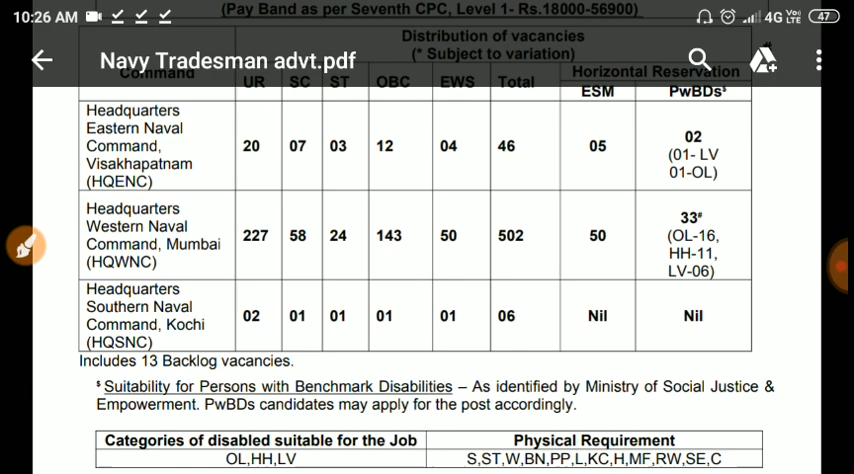 (Pay Band as per Seventh CPC, Level 1- Rs.18000-56900)
10:26 AM 4G VoLTE 47
Distribution of vacancies
(* Subject to variation)
Navy Tradesman advt.pdf
Command UR SC ST OBC EWS Total Horizontal Reservation
ESM PwBDs$
Headquarters
Eastern Naval
Command,
Visakhapatnam
(HQENC)
20 07 03 12 04 46 05 02
(01- LV
01-OL)
Headquarters
Western Naval
Command, Mumbai
(HQWNC)
227 58 24 143 50 502 50 33#
(OL-16,
HH-11,
LV-06)
Headquarters
Southern Naval
Command, Kochi
(HQSNC)
02 01 01 01 01 06 Nil Nil
Includes 13 Backlog vacancies.
$ Suitability for Persons with Benchmark Disabilities – As identified by Ministry of Social Justice &
Empowerment. PwBDs candidates may apply for the post accordingly.
Categories of disabled suitable for the Job Physical Requirement
OL,HH,LV S,ST,W,BN,PP,L,KC,H,MF,RW,SE,C